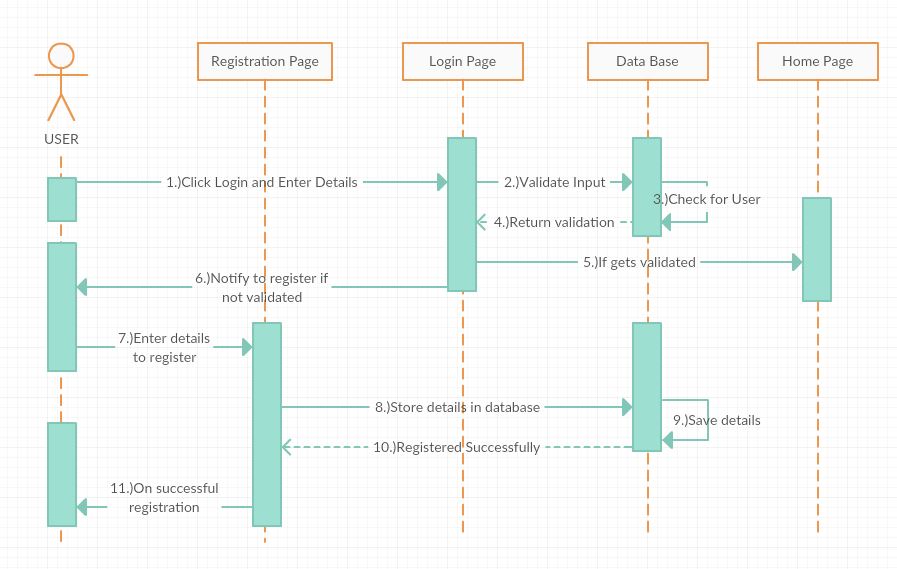 Registration Page
Login Page
Data Base
Home Page
USER
1.)Click Login and Enter Details
2.)Validate Input
3.)Check for User
4.)Return validation
5.)If gets validated
6.)Notify to register if
not validated
7.)Enter details
to register
8.)Store details in database
9.)Save details
10.)Registered Successfully
11.)On successful
registration